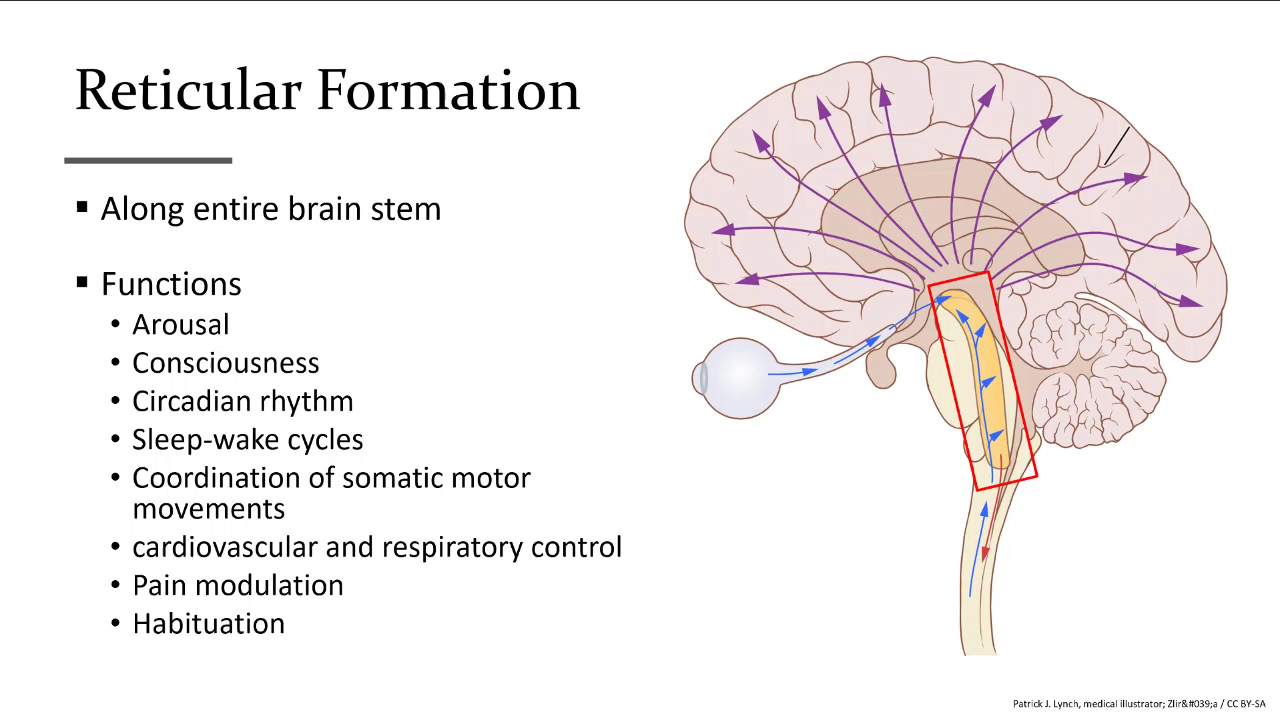 Reticular Formation
▪ Along entire brain stem
▪ Functions
• Arousal
• Consciousness
• Circadian rhythm
• Sleep-wake cycles
• Coordination of somatic motor
movements
• cardiovascular and respiratory control
• Pain modulation
• Habituation
Patrick J. Lynch, medical illustrator; Zlir&#039;a / CC BY-SA